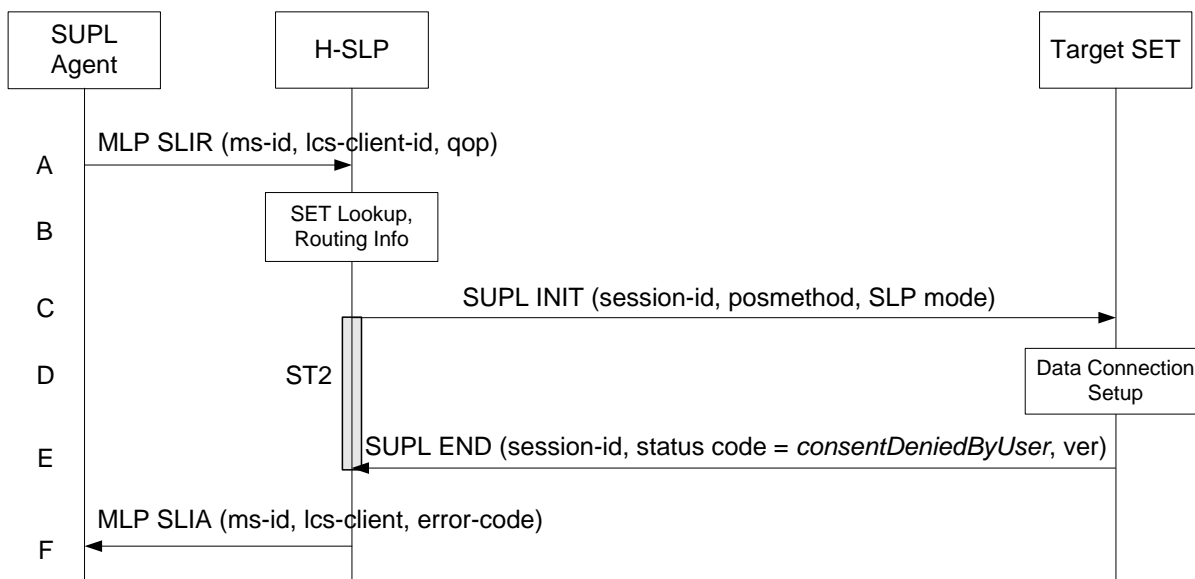 SUPL
Agent
H-SLP
Target SET
MLP SLIR (ms-id, lcs-client-id, qop)
A
SET Lookup,
Routing Info
B
SUPL INIT (session-id, posmethod, SLP mode)
C
Data Connection
Setup
D
ST2
SUPL END (session-id, status code = consentDeniedByUser, ver)
E
MLP SLIA (ms-id, lcs-client, error-code)
F